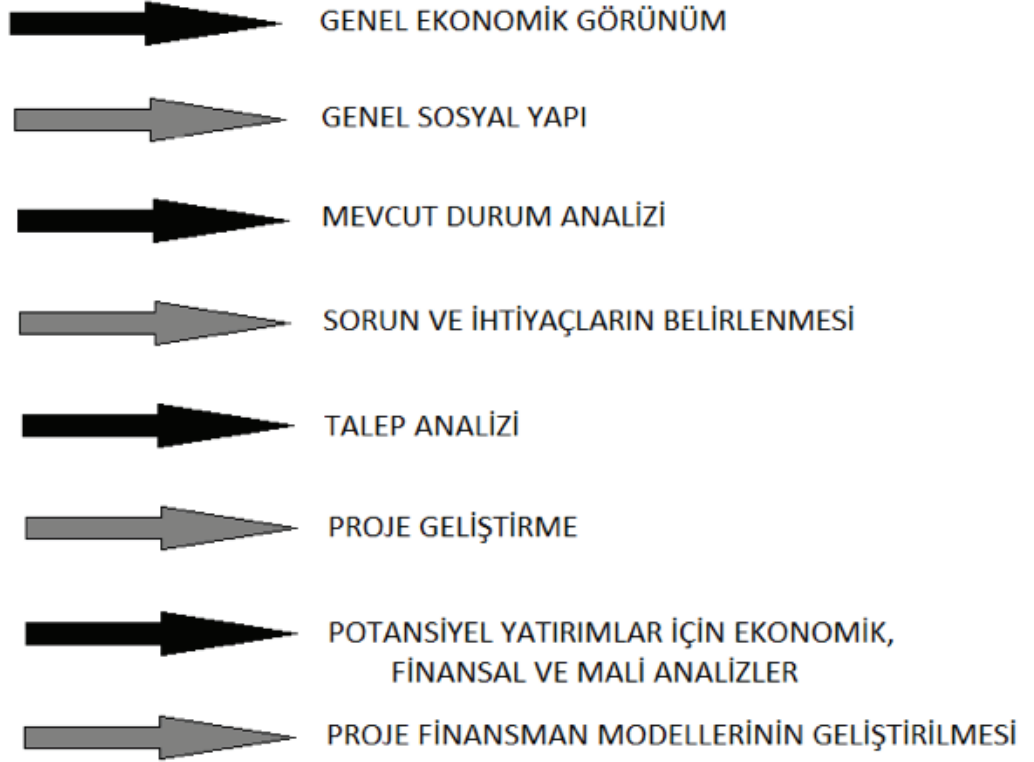 GENEL EKONOMİK GÖRÜNÜM
GENEL SOSYAL YAPI
MEVCUT DURUM ANALİZİ
SORUN VE İHTİYAÇLARIN BELİRLENMESİ
TALEP ANALİZİ
PROJE GELİŞTİRME
POTANSİYEL YATIRIMLAR İÇİN EKONOMİK,
FİNANSAL VE MALİ ANALİZLER
PROJE FİNANSMAN MODELLERİNİN GELİŞTİRİLMESİ